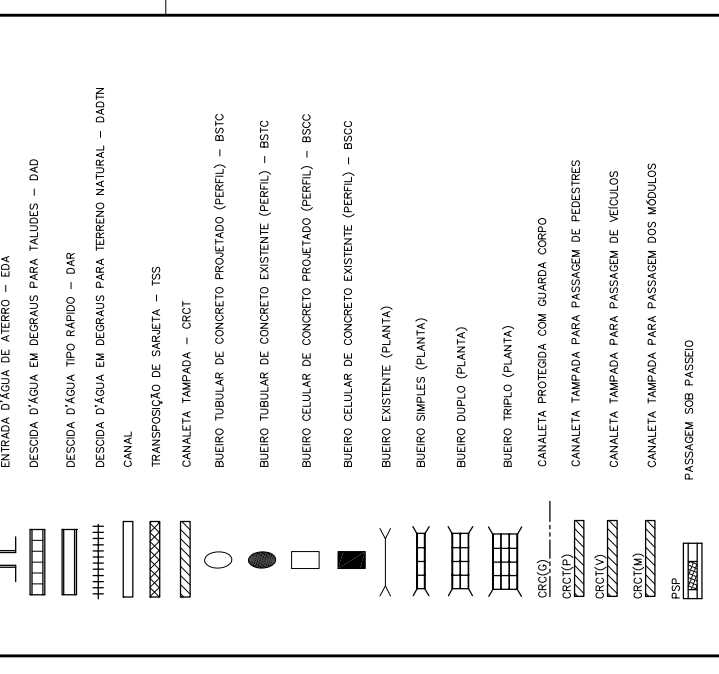 ENTRADA D'ÁGUA DE ATERRO – EDA
DESCIDA D'ÁGUA EM DEGRAUS PARA TALUDES – DAD
DESCIDA D'ÁGUA TIPO RÁPIDO – DAR
DESCIDA D'ÁGUA EM DEGRAUS PARA TERRENO NATURAL – DADTN
CANAL
TRANSPOSIÇÃO DE SARJETA – TSS
CANALETA TAMPADA – CRCT
BUEIRO TUBULAR DE CONCRETO PROJETADO (PERFIL) – BSTC
BUEIRO TUBULAR DE CONCRETO EXISTENTE (PERFIL) – BSTC
BUEIRO CELULAR DE CONCRETO PROJETADO (PERFIL) – BSCC
BUEIRO CELULAR DE CONCRETO EXISTENTE (PERFIL) – BSCC
BUEIRO EXISTENTE (PLANTA)
BUEIRO SIMPLES (PLANTA)
BUEIRO DUPLO (PLANTA)
BUEIRO TRIPLO (PLANTA)
CRC(G) CANALETA PROTEGIDA COM GUARDA CORPO
CRCT(P) CANALETA TAMPADA PARA PASSAGEM DE PEDESTRES
CRCT(V) CANALETA TAMPADA PARA PASSAGEM DE VEÍCULOS
CRCT(M) CANALETA TAMPADA PARA PASSAGEM DOS MÓDULOS
PSP PASSAGEM SOB PASSEIO